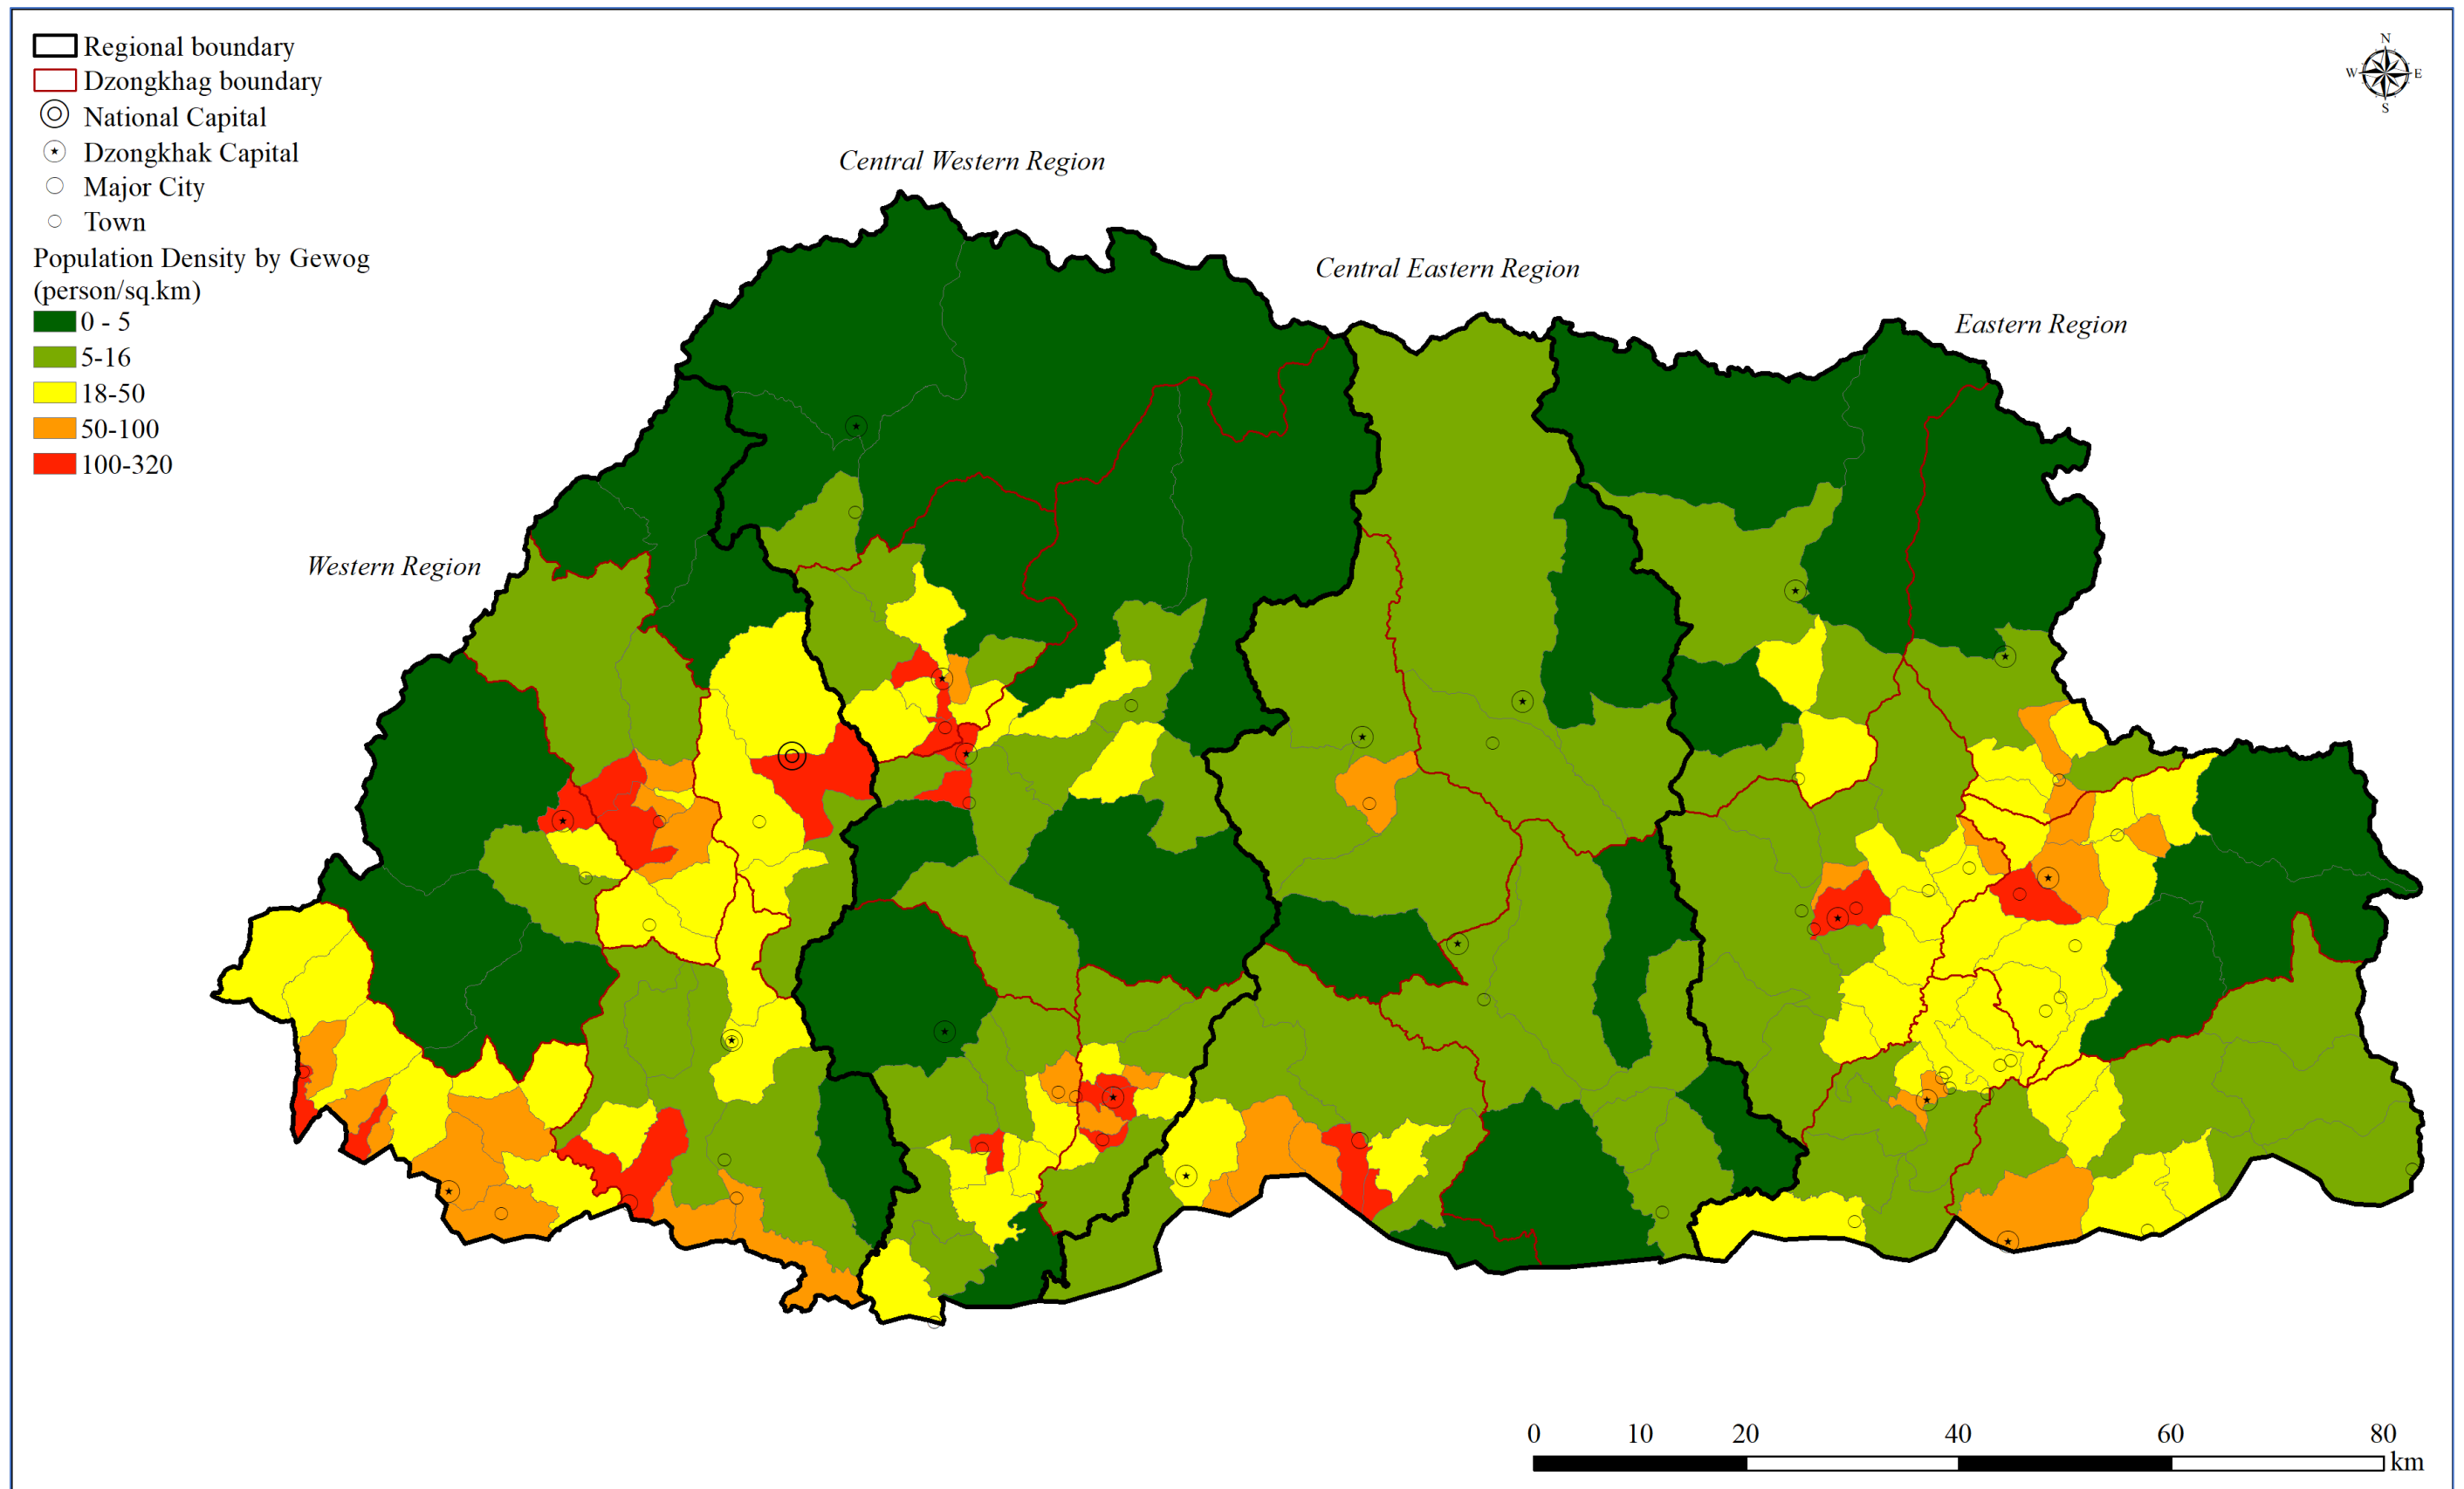 Regional boundary
Dzongkhag boundary
National Capital
Dzongkhak Capital
Major City
Town
Population Density by Gewog
(person/sq.km)
0 - 5
5-16
18-50
50-100
100-320
N
W E
S
Central Western Region
Central Eastern Region
Eastern Region
Western Region
0 10 20 40 60 80
km